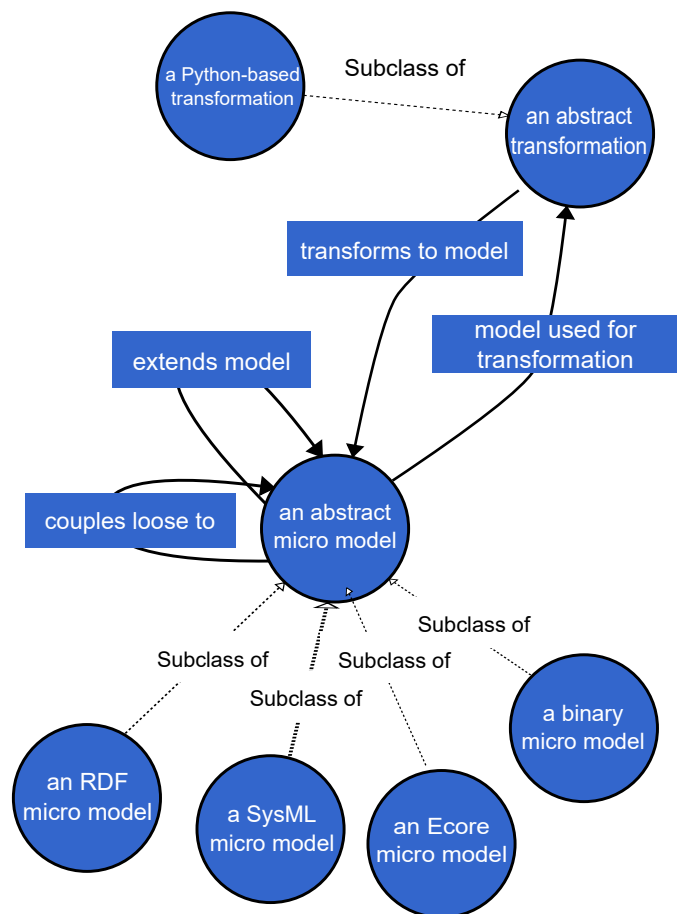 a Python-based
transformation
Subclass of
an abstract
transformation
transforms to model
model used for
transformation
extends model
couples loose to
an abstract
micro model
Subclass of
Subclass of
Subclass of
Subclass of
a binary
micro model
an RDF
micro model
a SysML
micro model
an Ecore
micro model